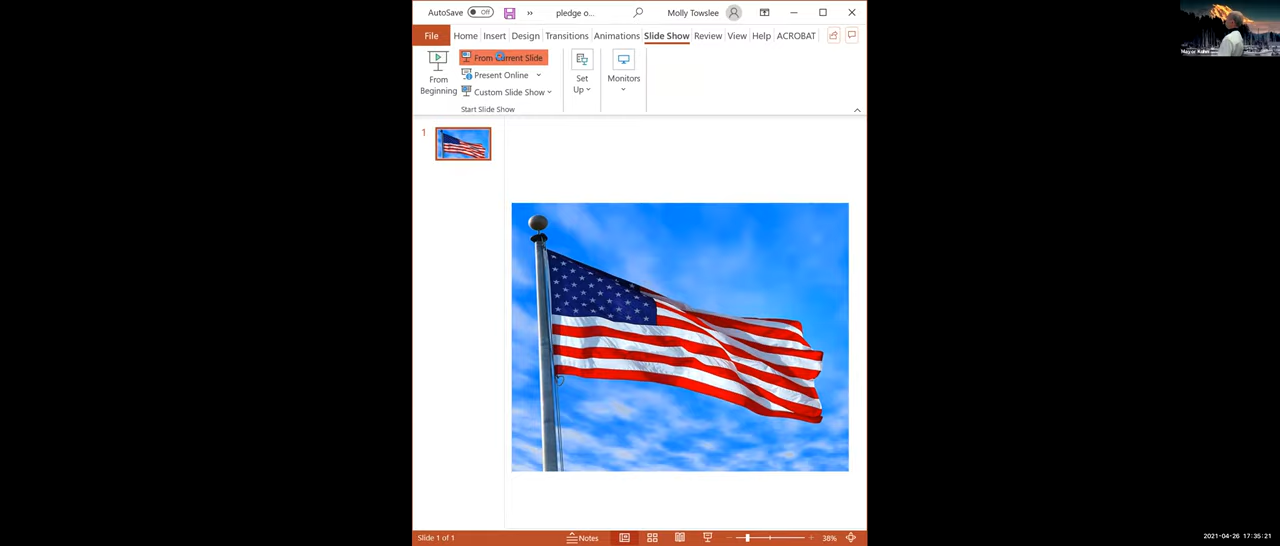 AutoSave Off pledge o... Molly Towslee
File Home Insert Design Transitions Animations Slide Show Review View Help ACROBAT
From Beginning
From Current Slide
Present Online
Custom Slide Show
Start Slide Show
Set Up
Monitors
1
Slide 1 of 1 Notes 38%
Mayor Kuhn
2021-04-26 17:35:21